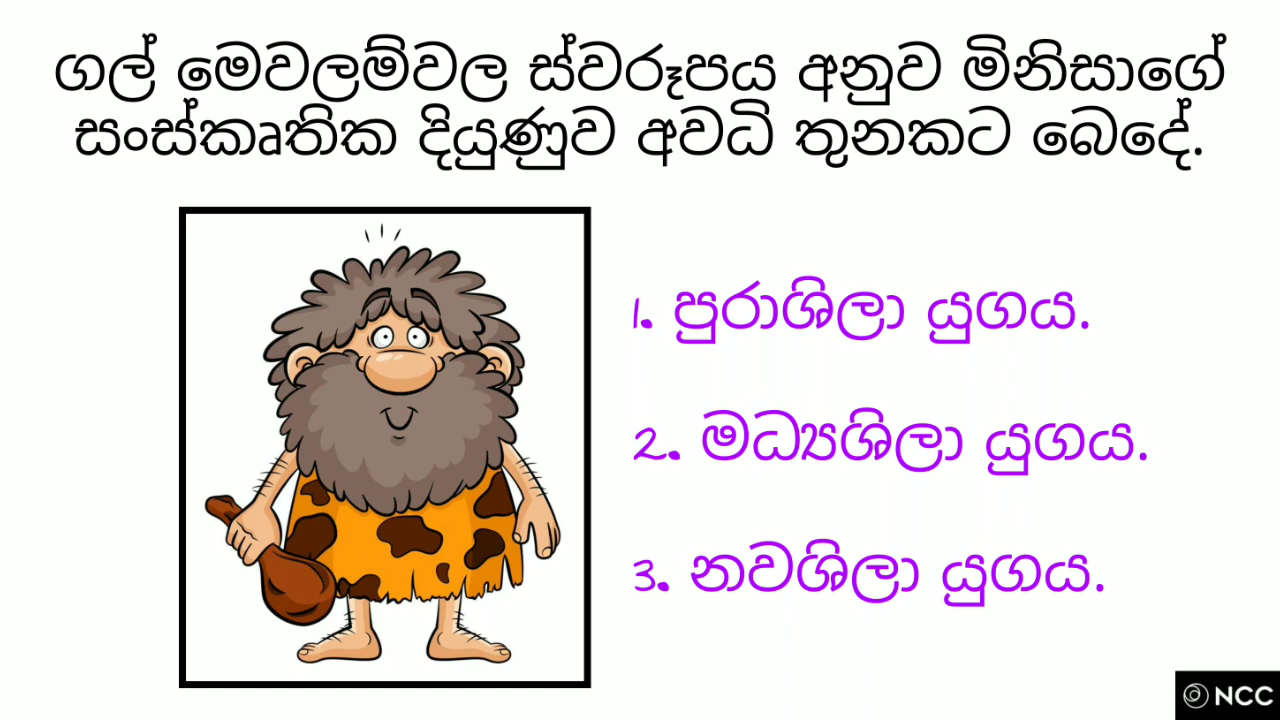 ගල් මෙවලම්වල ස්වරූපය අනුව මිනිසාගේ
සංස්කෘතික දියුණුව අවධි තුනකට බෙදේ.
1. පුරාශිලා යුගය.
2. මධ්‍යශිලා යුගය.
3. නවශිලා යුගය.
NCC